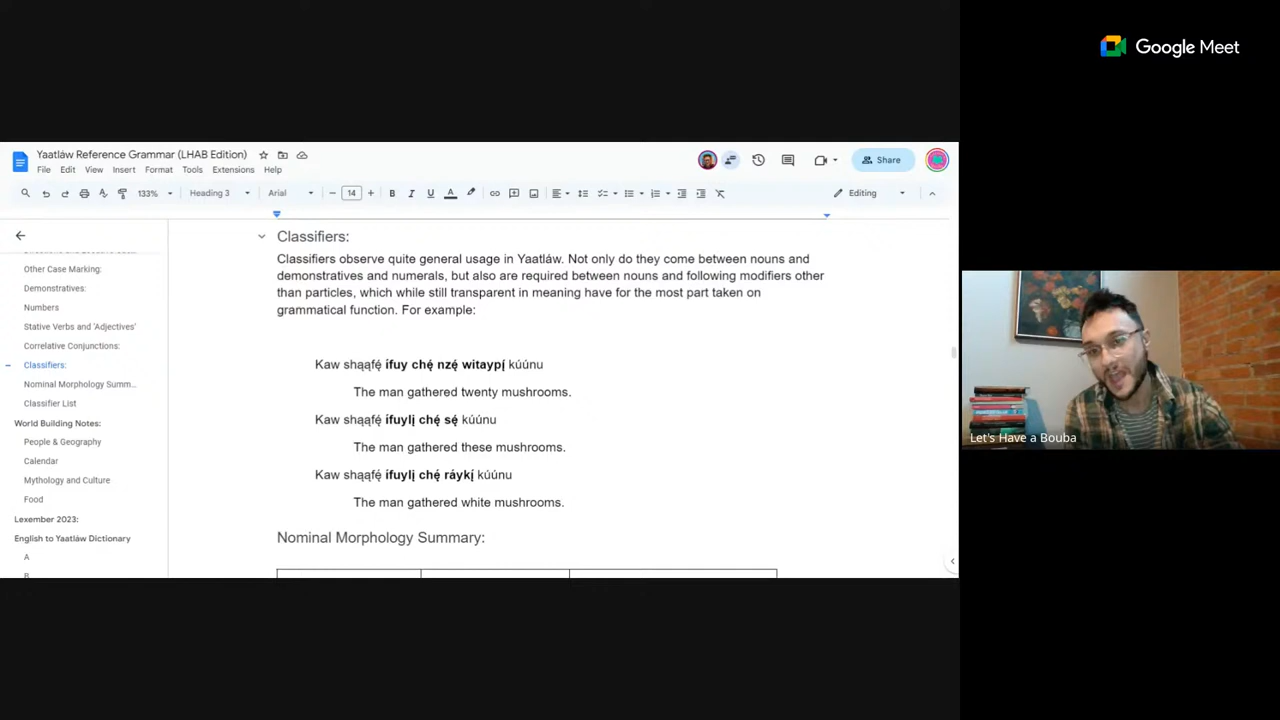 Google Meet
Yaatláw Reference Grammar (LHAB Edition)
File Edit View Insert Format Tools Extensions Help
Share
133% Heading 3 Arial 14 Editing
Other Case Marking:
Demonstratives:
Numbers
Stative Verbs and 'Adjectives'
Correlative Conjunctions:
Classifiers:
Nominal Morphology Summ...
Classifier List
World Building Notes:
People & Geography
Calendar
Mythology and Culture
Food
Lexember 2023:
English to Yaatláw Dictionary
A
B
Classifiers:
Classifiers observe quite general usage in Yaatláw. Not only do they come between nouns and
demonstratives and numerals, but also are required between nouns and following modifiers other
than particles, which while still transparent in meaning have for the most part taken on
grammatical function. For example:
Kaw shąąfę́ ífuy chę́ nzę́ witaypį́ kúúnu
The man gathered twenty mushrooms.
Kaw shąąfę́ ífuylį chę́ sę́ kúúnu
The man gathered these mushrooms.
Kaw shąąfę́ ífuylį chę́ ráykį́ kúúnu
The man gathered white mushrooms.
Nominal Morphology Summary:
Let's Have a Bouba